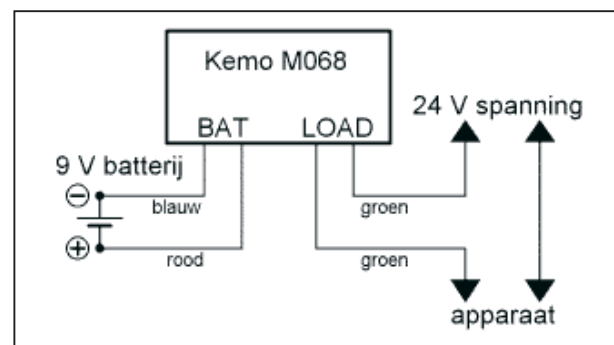 Kemo M068
BAT LOAD
24 V spanning
9 V batterij
−
blauw
groen
+
rood
groen
apparaat